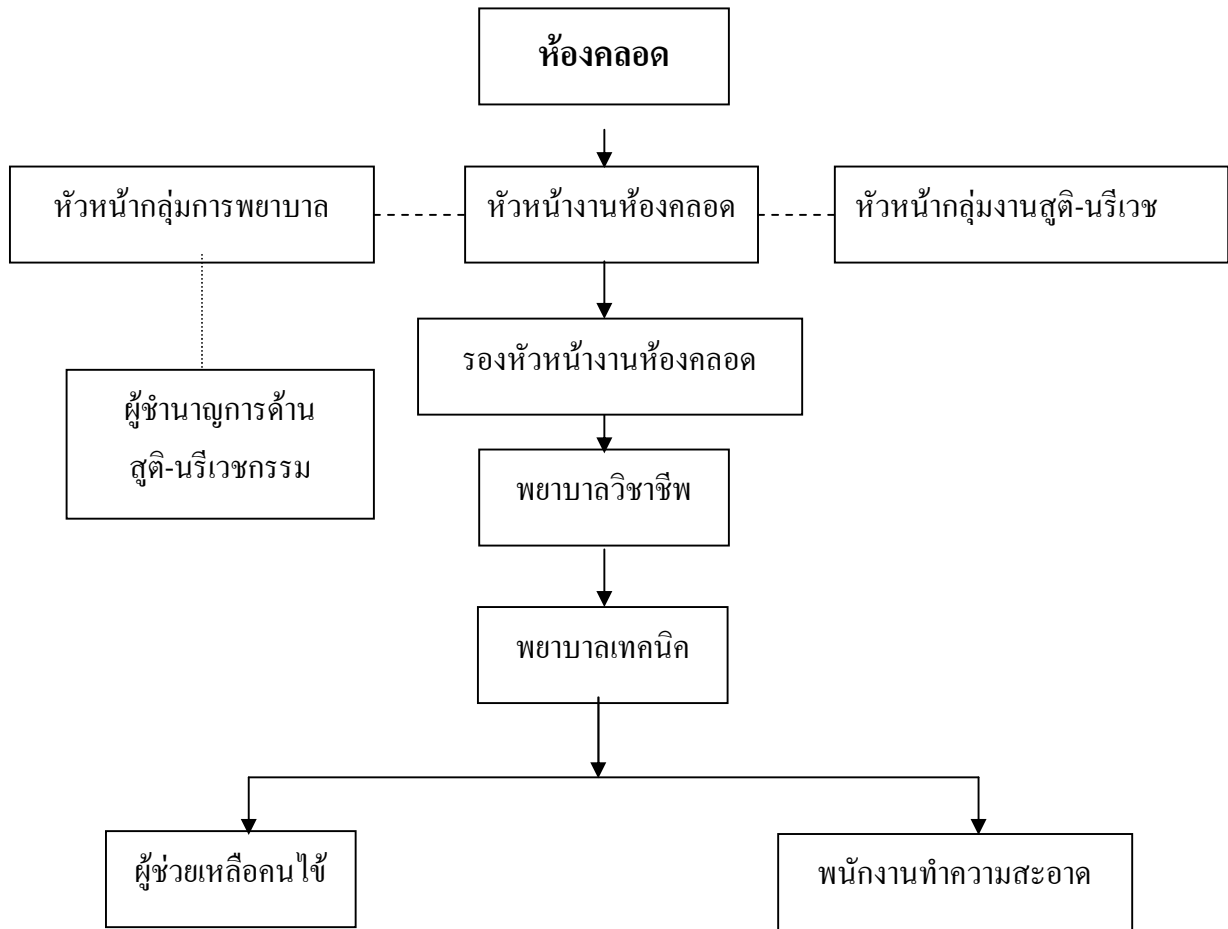 ห้องคลอด
หัวหน้ากลุ่มการพยาบาล
หัวหน้างานห้องคลอด
หัวหน้ากลุ่มงานสูติ-นรีเวช
รองหัวหน้างานห้องคลอด
ผู้ชำนาญการด้าน
สูติ-นรีเวชกรรม
พยาบาลวิชาชีพ
พยาบาลเทคนิค
ผู้ช่วยเหลือคนไข้
พนักงานทำความสะอาด